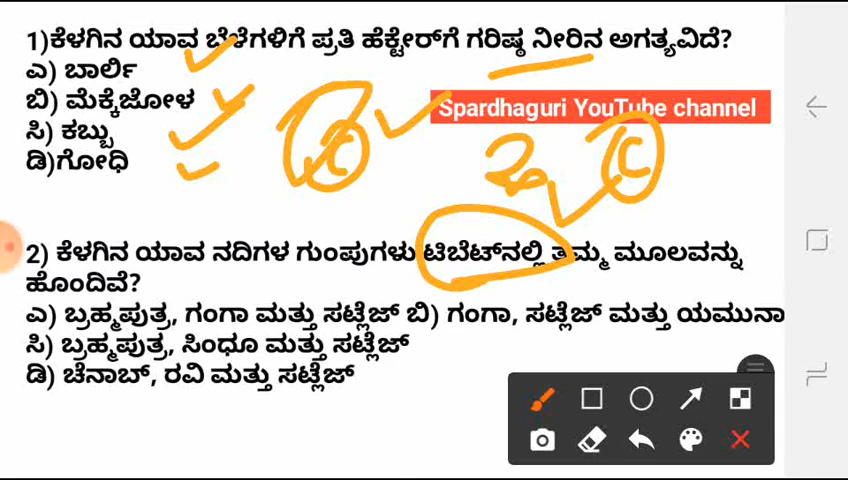 1)ಕೆಳಗಿನ ಯಾವ ಬೆಳೆಗಳಿಗೆ ಪ್ರತಿ ಹೆಕ್ಟೇರ್‌ಗೆ ಗರಿಷ್ಠ ನೀರಿನ ಅಗತ್ಯವಿದೆ?
ಎ) ಬಾರ್ಲಿ
ಬಿ) ಮೆಕ್ಕೆಜೋಳ
ಸಿ) ಕಬ್ಬು
ಡಿ)ಗೋಧಿ
Spardhaguri YouTube channel
C
C
2) ಕೆಳಗಿನ ಯಾವ ನದಿಗಳ ಗುಂಪುಗಳು ಟಿಬೆಟ್‌ನಲ್ಲಿ ತಮ್ಮ ಮೂಲವನ್ನು
ಹೊಂದಿವೆ?
ಎ) ಬ್ರಹ್ಮಪುತ್ರ, ಗಂಗಾ ಮತ್ತು ಸಟ್ಲೆಜ್ ಬಿ) ಗಂಗಾ, ಸಟ್ಲೆಜ್ ಮತ್ತು ಯಮುನಾ
ಸಿ) ಬ್ರಹ್ಮಪುತ್ರ, ಸಿಂಧೂ ಮತ್ತು ಸಟ್ಲೆಜ್
ಡಿ) ಚೆನಾಬ್, ರವಿ ಮತ್ತು ಸಟ್ಲೆಜ್